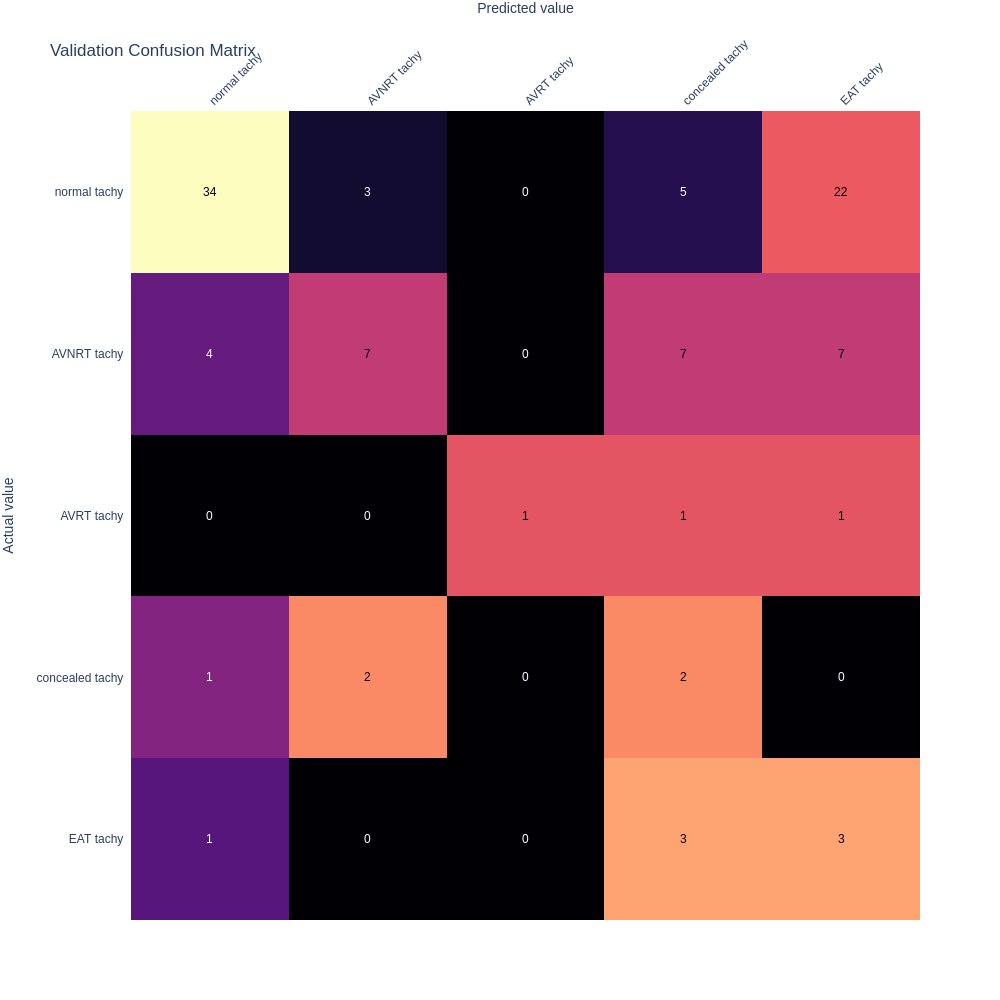 Predicted value
Validation Confusion Matrix
normal tachy
AVNRT tachy
AVRT tachy
concealed tachy
EAT tachy
normal tachy 34 3 0 5 22
AVNRT tachy 4 7 0 7 7
Actual value
AVRT tachy 0 0 1 1 1
concealed tachy 1 2 0 2 0
EAT tachy 1 0 0 3 3